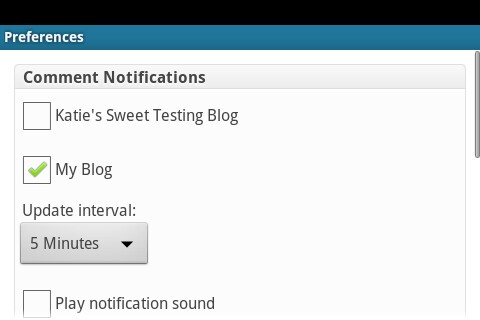 Preferences
Comment Notifications
Katie's Sweet Testing Blog
My Blog
Update interval:
5 Minutes
Play notification sound